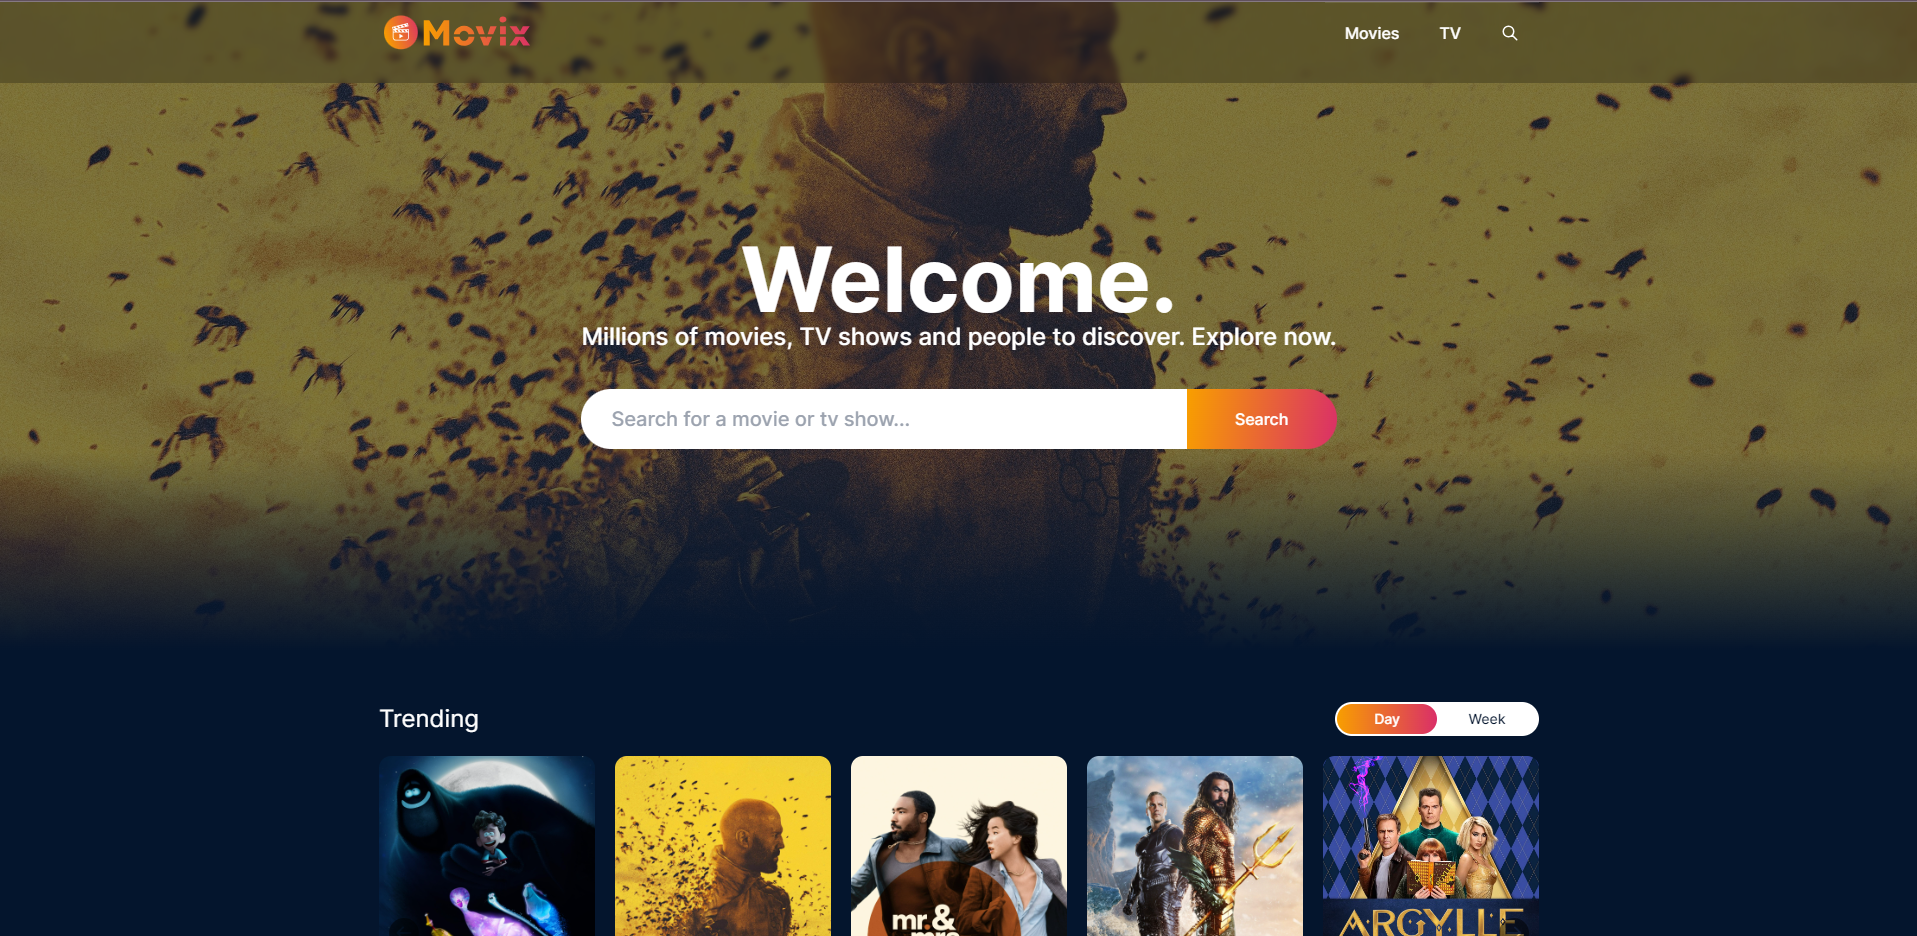 Movix
Movies
TV
Welcome.
Millions of movies, TV shows and people to discover. Explore now.
Search for a movie or tv show...
Search
Trending
Day
Week
mr. &
mrs.
ARGYLLE